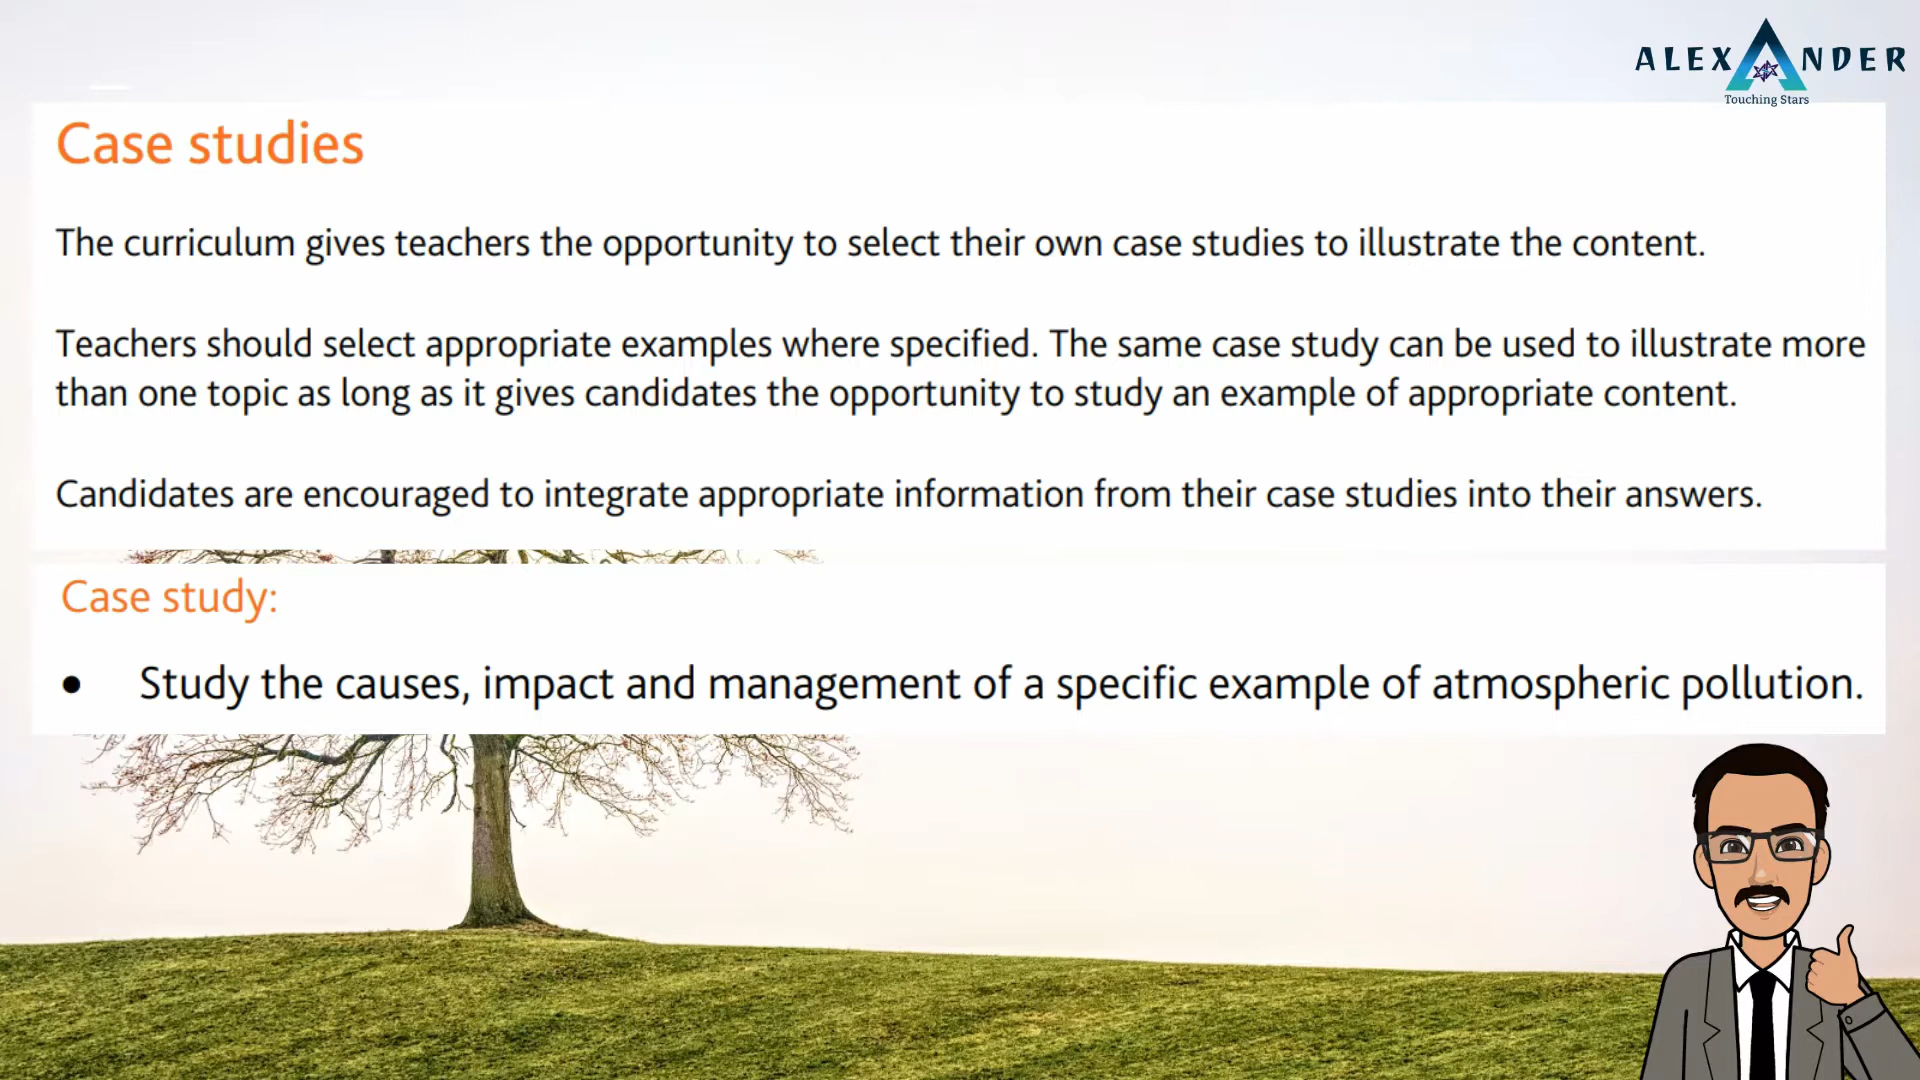 ALEXANDER
Touching Stars
Case studies
The curriculum gives teachers the opportunity to select their own case studies to illustrate the content.
Teachers should select appropriate examples where specified. The same case study can be used to illustrate more
than one topic as long as it gives candidates the opportunity to study an example of appropriate content.
Candidates are encouraged to integrate appropriate information from their case studies into their answers.
Case study:
• Study the causes, impact and management of a specific example of atmospheric pollution.